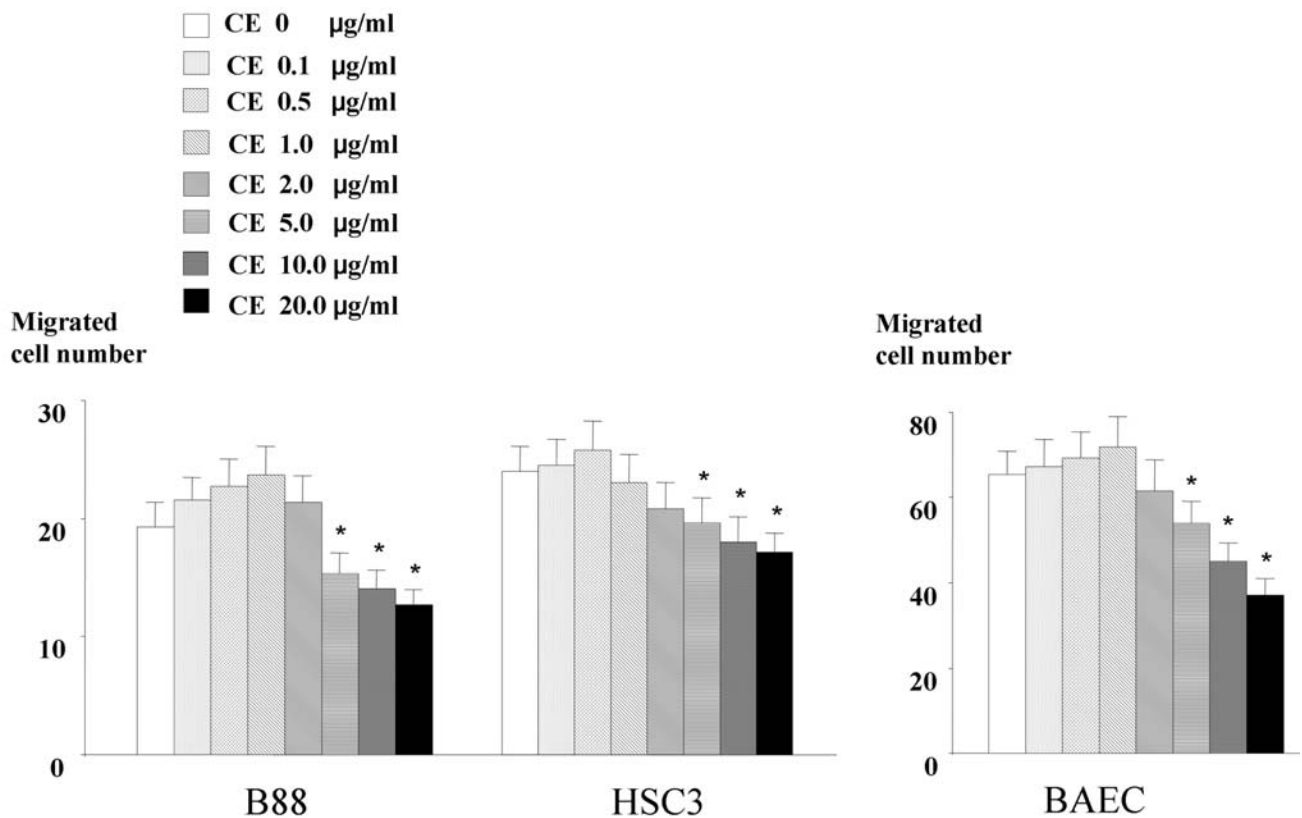 CE 0 µg/ml
CE 0.1 µg/ml
CE 0.5 µg/ml
CE 1.0 µg/ml
CE 2.0 µg/ml
CE 5.0 µg/ml
CE 10.0 µg/ml
CE 20.0 µg/ml
Migrated
cell number
30
20
10
0
* * *
* * *
B88
HSC3
Migrated
cell number
80
60
40
20
0
* * *
BAEC